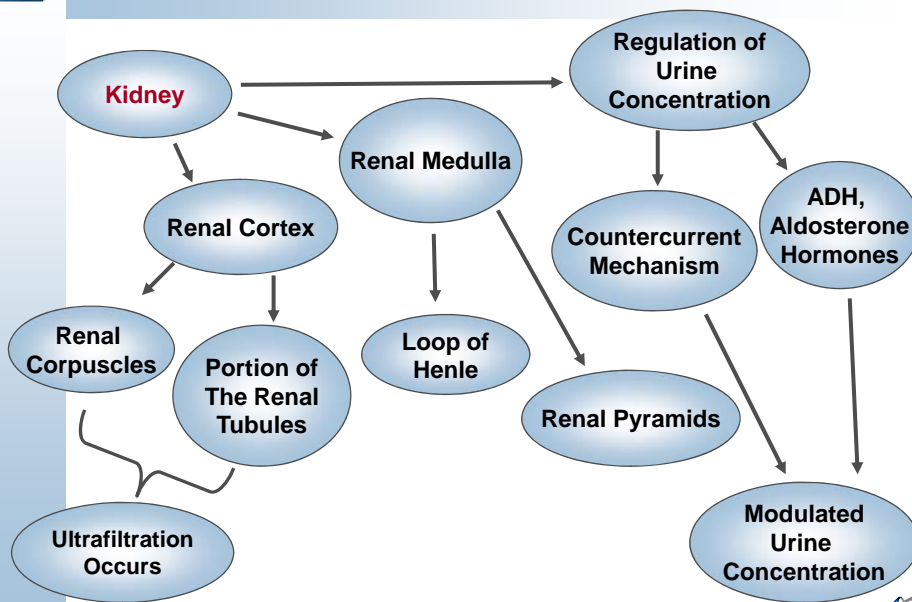 Kidney
Regulation of
Urine
Concentration
Renal Medulla
Renal Cortex
Countercurrent
Mechanism
ADH,
Aldosterone
Hormones
Renal
Corpuscles
Portion of
The Renal
Tubules
Loop of
Henle
Renal Pyramids
Ultrafiltration
Occurs
Modulated
Urine
Concentration